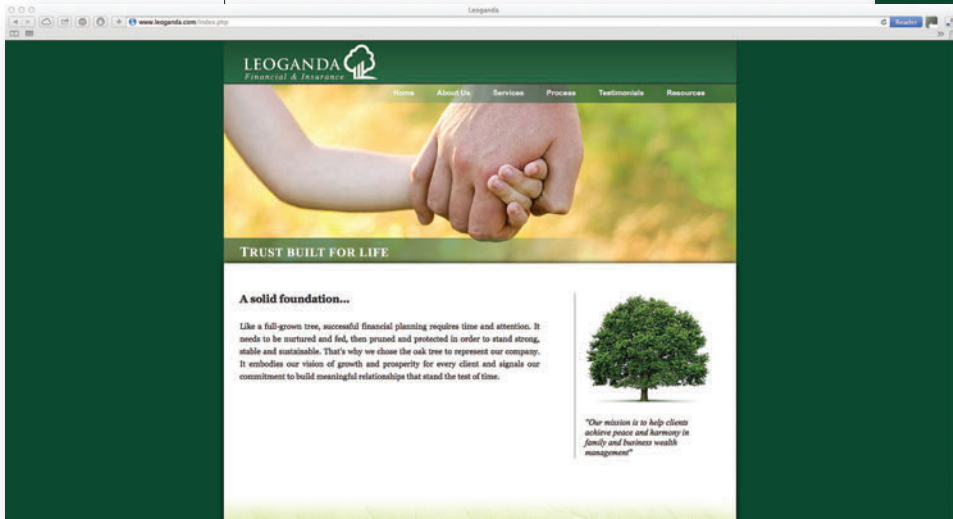 Leoganda
www.leoganda.com/index.php
Reader
LEOGANDA
Financial & Insurance
Home About Us Services Process Testimonials Resources
TRUST BUILT FOR LIFE
A solid foundation...
Like a full-grown tree, successful financial planning requires time and attention. It
needs to be nurtured and fed, then pruned and protected in order to stand strong,
stable and sustainable. That's why we chose the oak tree to represent our company.
It embodies our vision of growth and prosperity for every client and signals our
commitment to build meaningful relationships that stand the test of time.
"Our mission is to help clients
achieve peace and harmony in
family and business wealth
management"